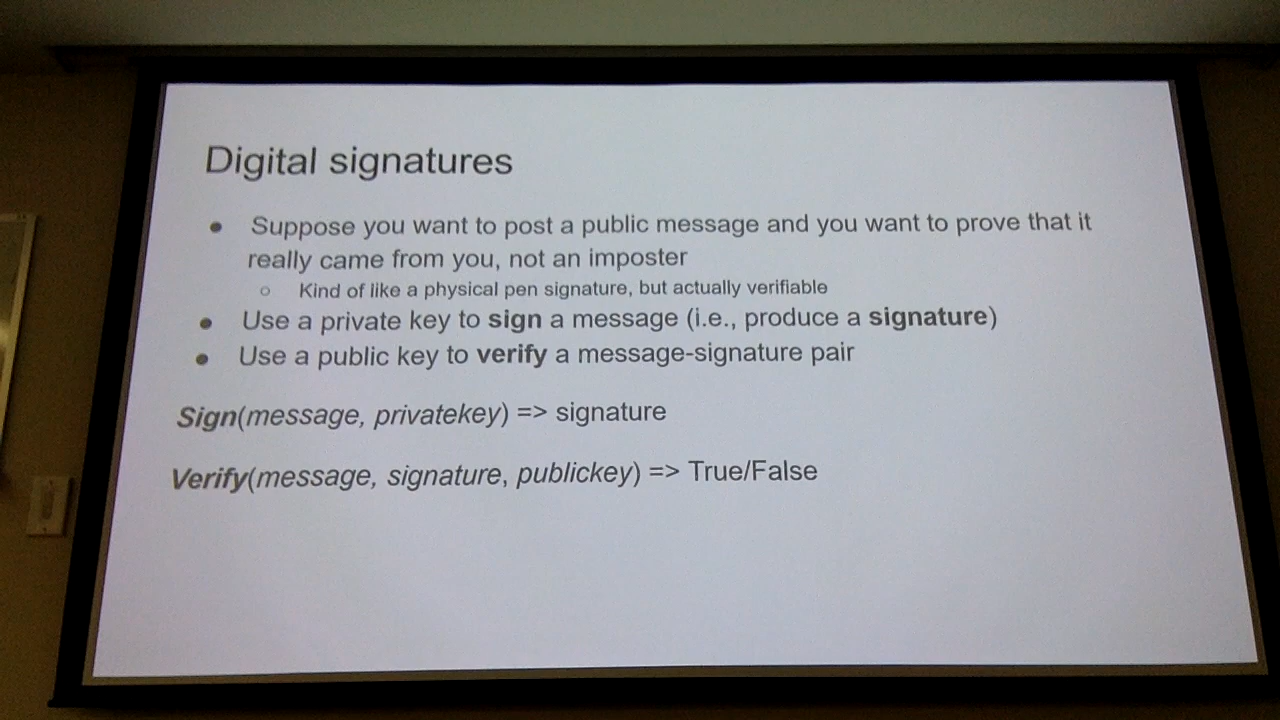 Digital signatures
● Suppose you want to post a public message and you want to prove that it
really came from you, not an imposter
○ Kind of like a physical pen signature, but actually verifiable
● Use a private key to sign a message (i.e., produce a signature)
● Use a public key to verify a message-signature pair
Sign(message, privatekey) => signature
Verify(message, signature, publickey) => True/False